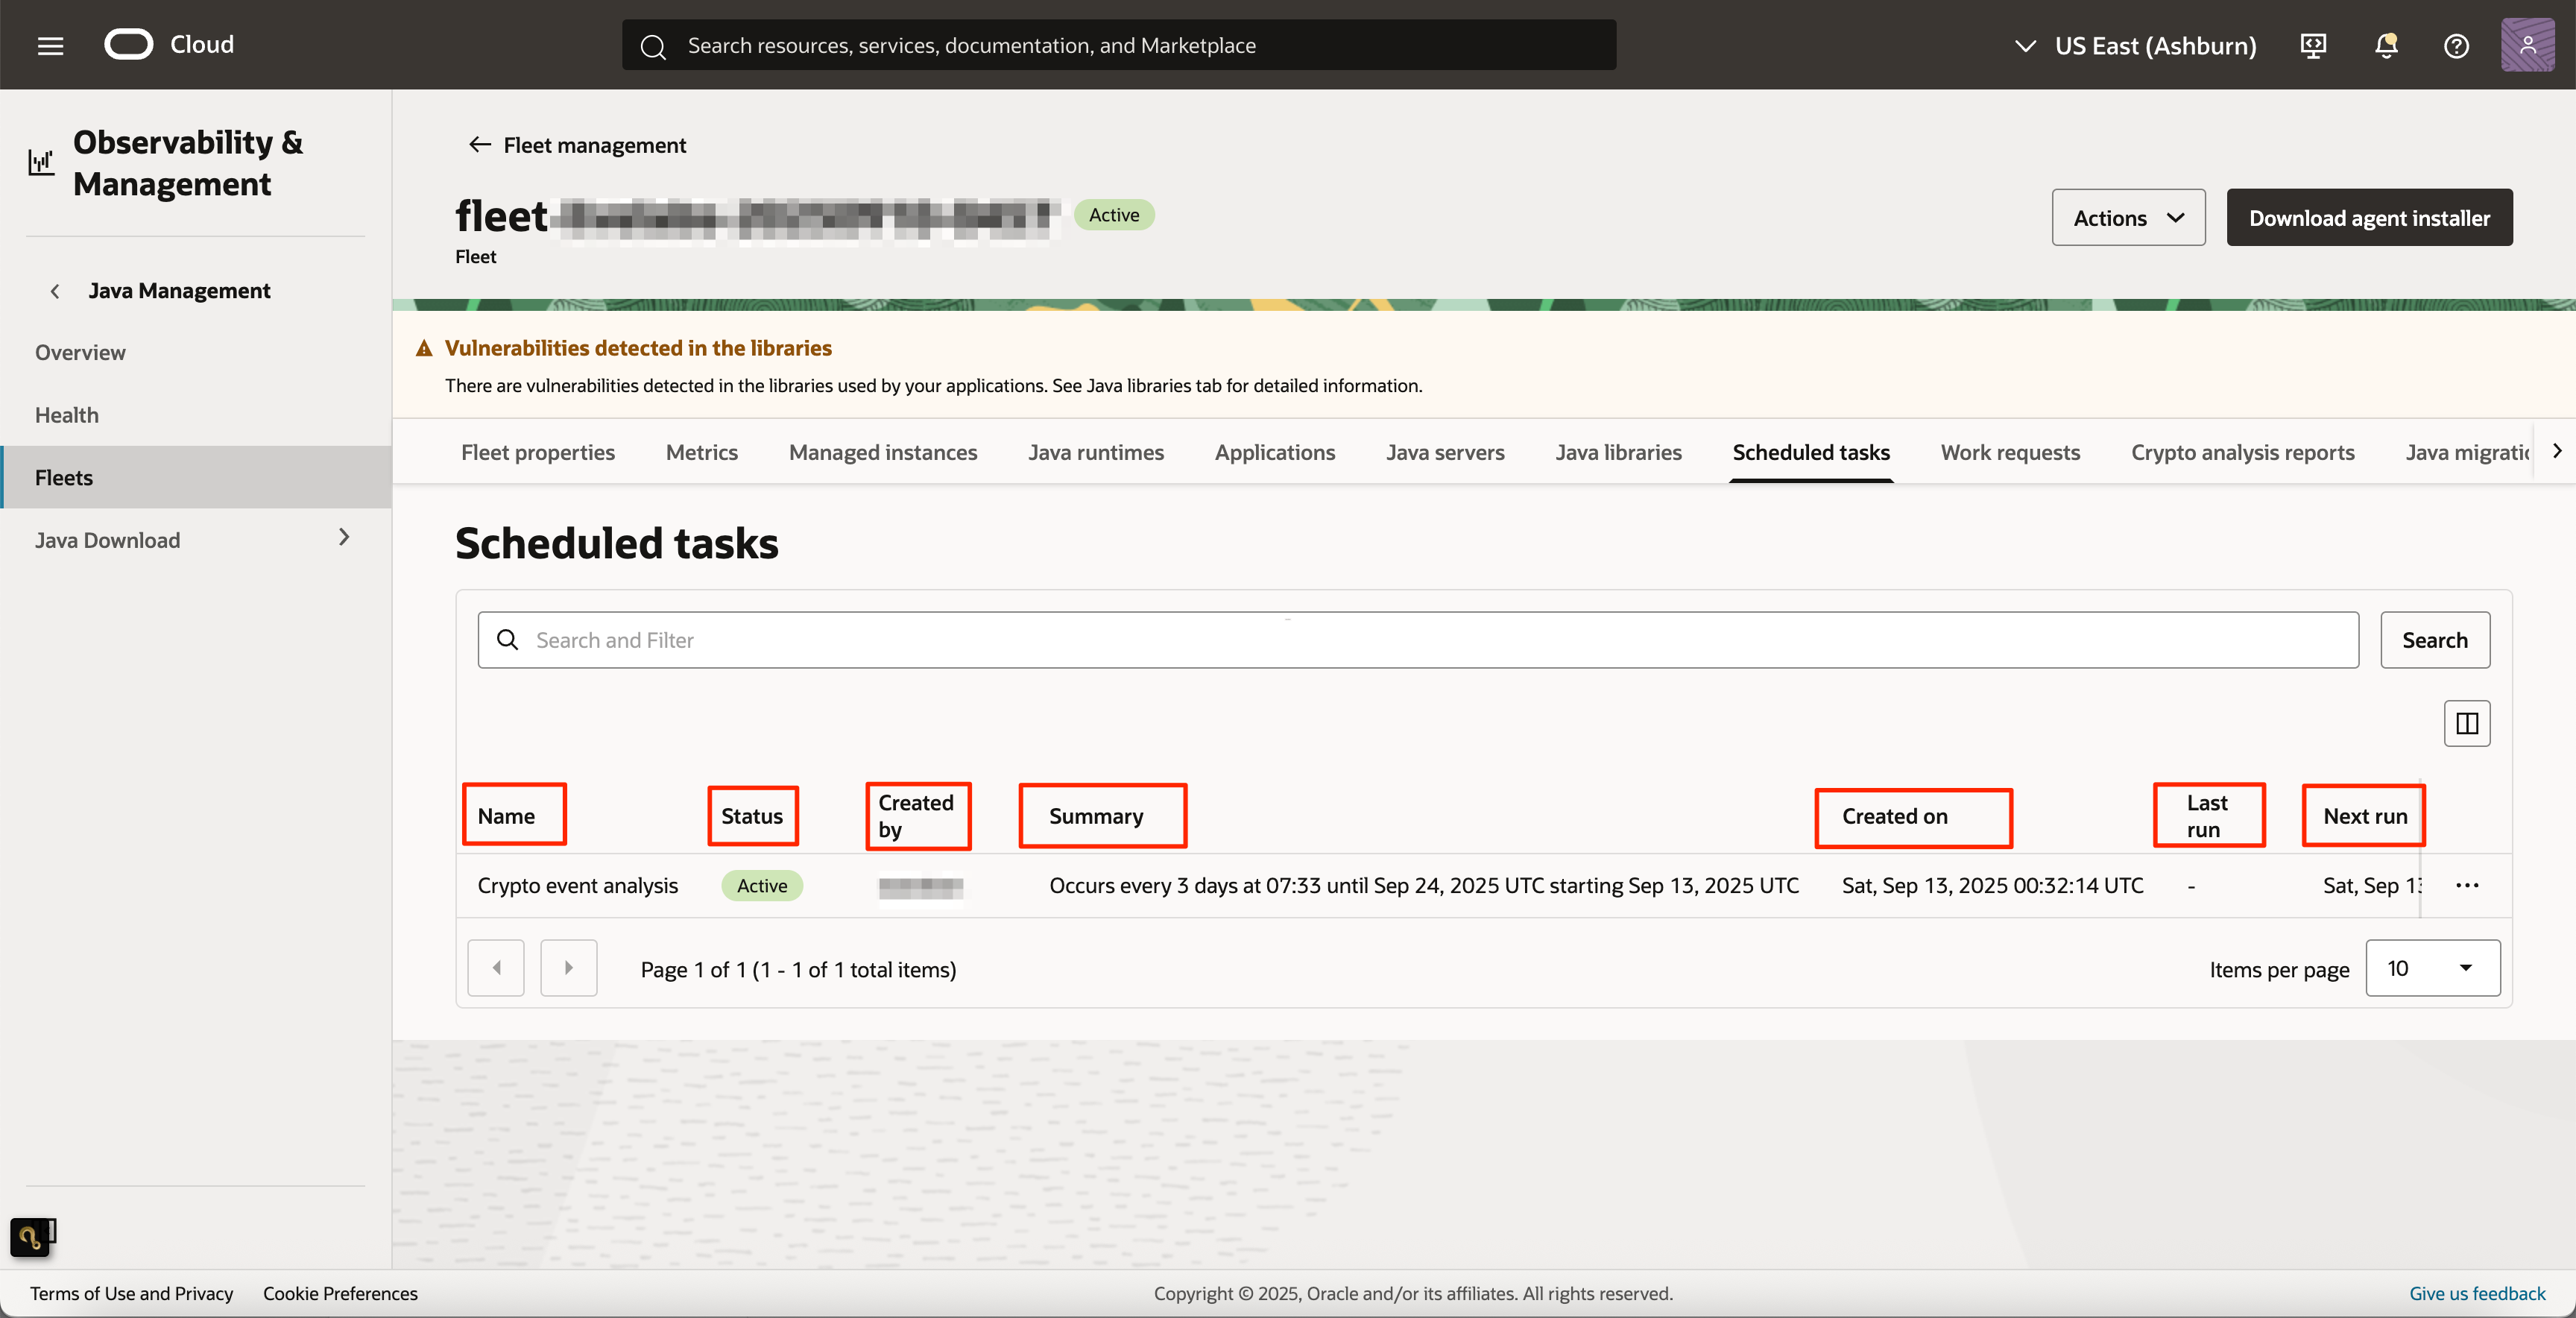 Cloud
Search resources, services, documentation, and Marketplace
US East (Ashburn)
Observability &
Management
Java Management
Overview
Health
Fleets
Java Download
Fleet management
fleet
Active
Fleet
Actions
Download agent installer
Vulnerabilities detected in the libraries
There are vulnerabilities detected in the libraries used by your applications. See Java libraries tab for detailed information.
Fleet properties Metrics Managed instances Java runtimes Applications Java servers Java libraries Scheduled tasks Work requests Crypto analysis reports Java migratic
Scheduled tasks
Search and Filter
Search
Name Status Created by Summary Created on Last run Next run
Crypto event analysis Active Occurs every 3 days at 07:33 until Sep 24, 2025 UTC starting Sep 13, 2025 UTC Sat, Sep 13, 2025 00:32:14 UTC - Sat, Sep 13
Page 1 of 1 (1 - 1 of 1 total items)
Items per page 10
Terms of Use and Privacy Cookie Preferences
Copyright © 2025, Oracle and/or its affiliates. All rights reserved.
Give us feedback